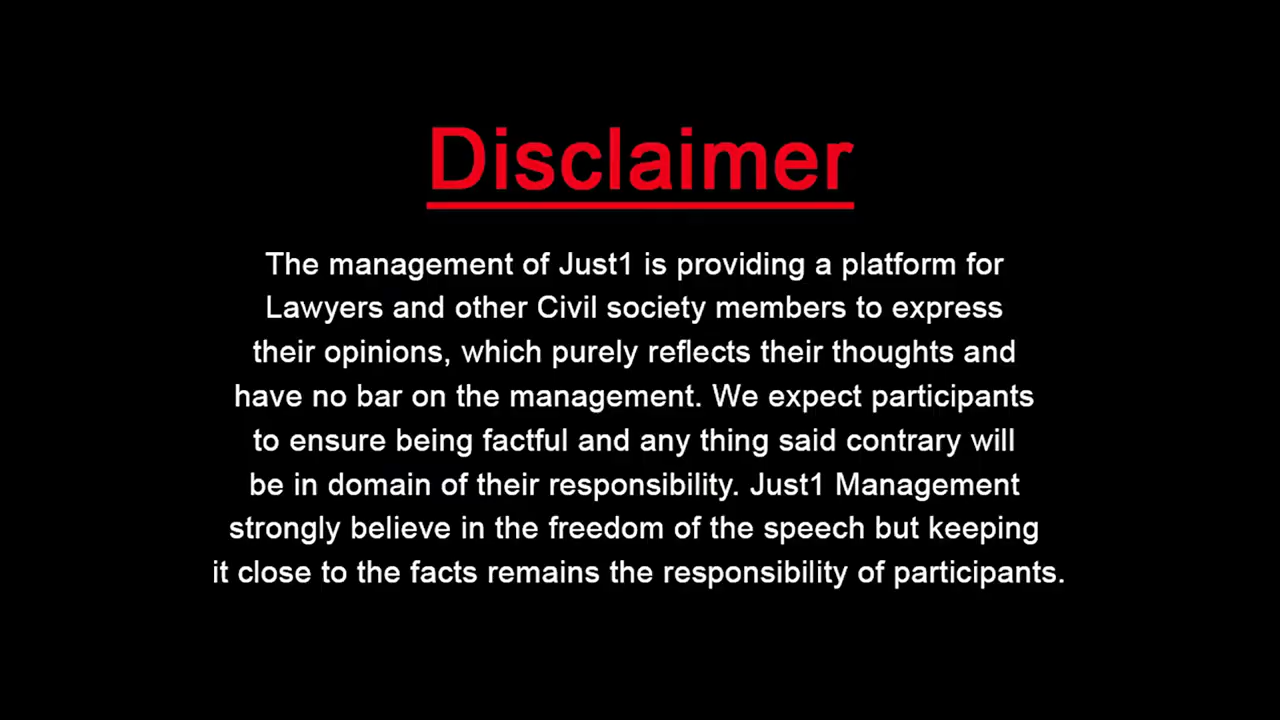 Disclaimer
The management of Just1 is providing a platform for
Lawyers and other Civil society members to express
their opinions, which purely reflects their thoughts and
have no bar on the management. We expect participants
to ensure being factful and any thing said contrary will
be in domain of their responsibility. Just1 Management
strongly believe in the freedom of the speech but keeping
it close to the facts remains the responsibility of participants.